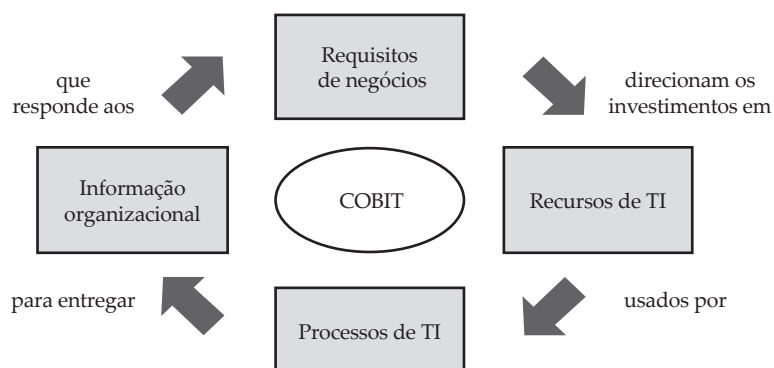 Requisitos
de negócios
que
responde aos
direcionam os
investimentos em
Informação
organizacional
COBIT
Recursos de TI
para entregar
usados por
Processos de TI